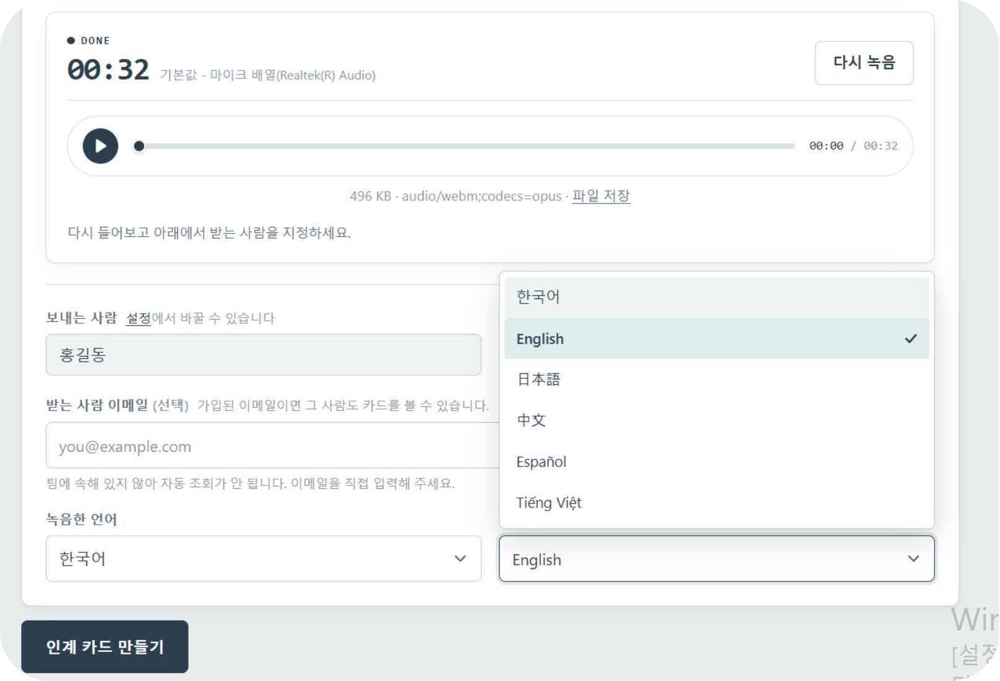 DONE
00:32 기본값 - 마이크 배열(Realtek(R) Audio)
다시 녹음
00:00 / 00:32
496 KB · audio/webm;codecs=opus · 파일 저장
다시 들어보고 아래에서 받는 사람을 지정하세요.
보내는 사람 설정에서 바꿀 수 있습니다
홍길동
받는 사람 이메일 (선택) 가입된 이메일이면 그 사람도 카드를 볼 수 있습니다.
you@example.com
팀에 속해 있지 않아 자동 조회가 안 됩니다. 이메일을 직접 입력해 주세요.
녹음한 언어
한국어
한국어
English
日本語
中文
Español
Tiếng Việt
English
인계 카드 만들기
Win
[설정